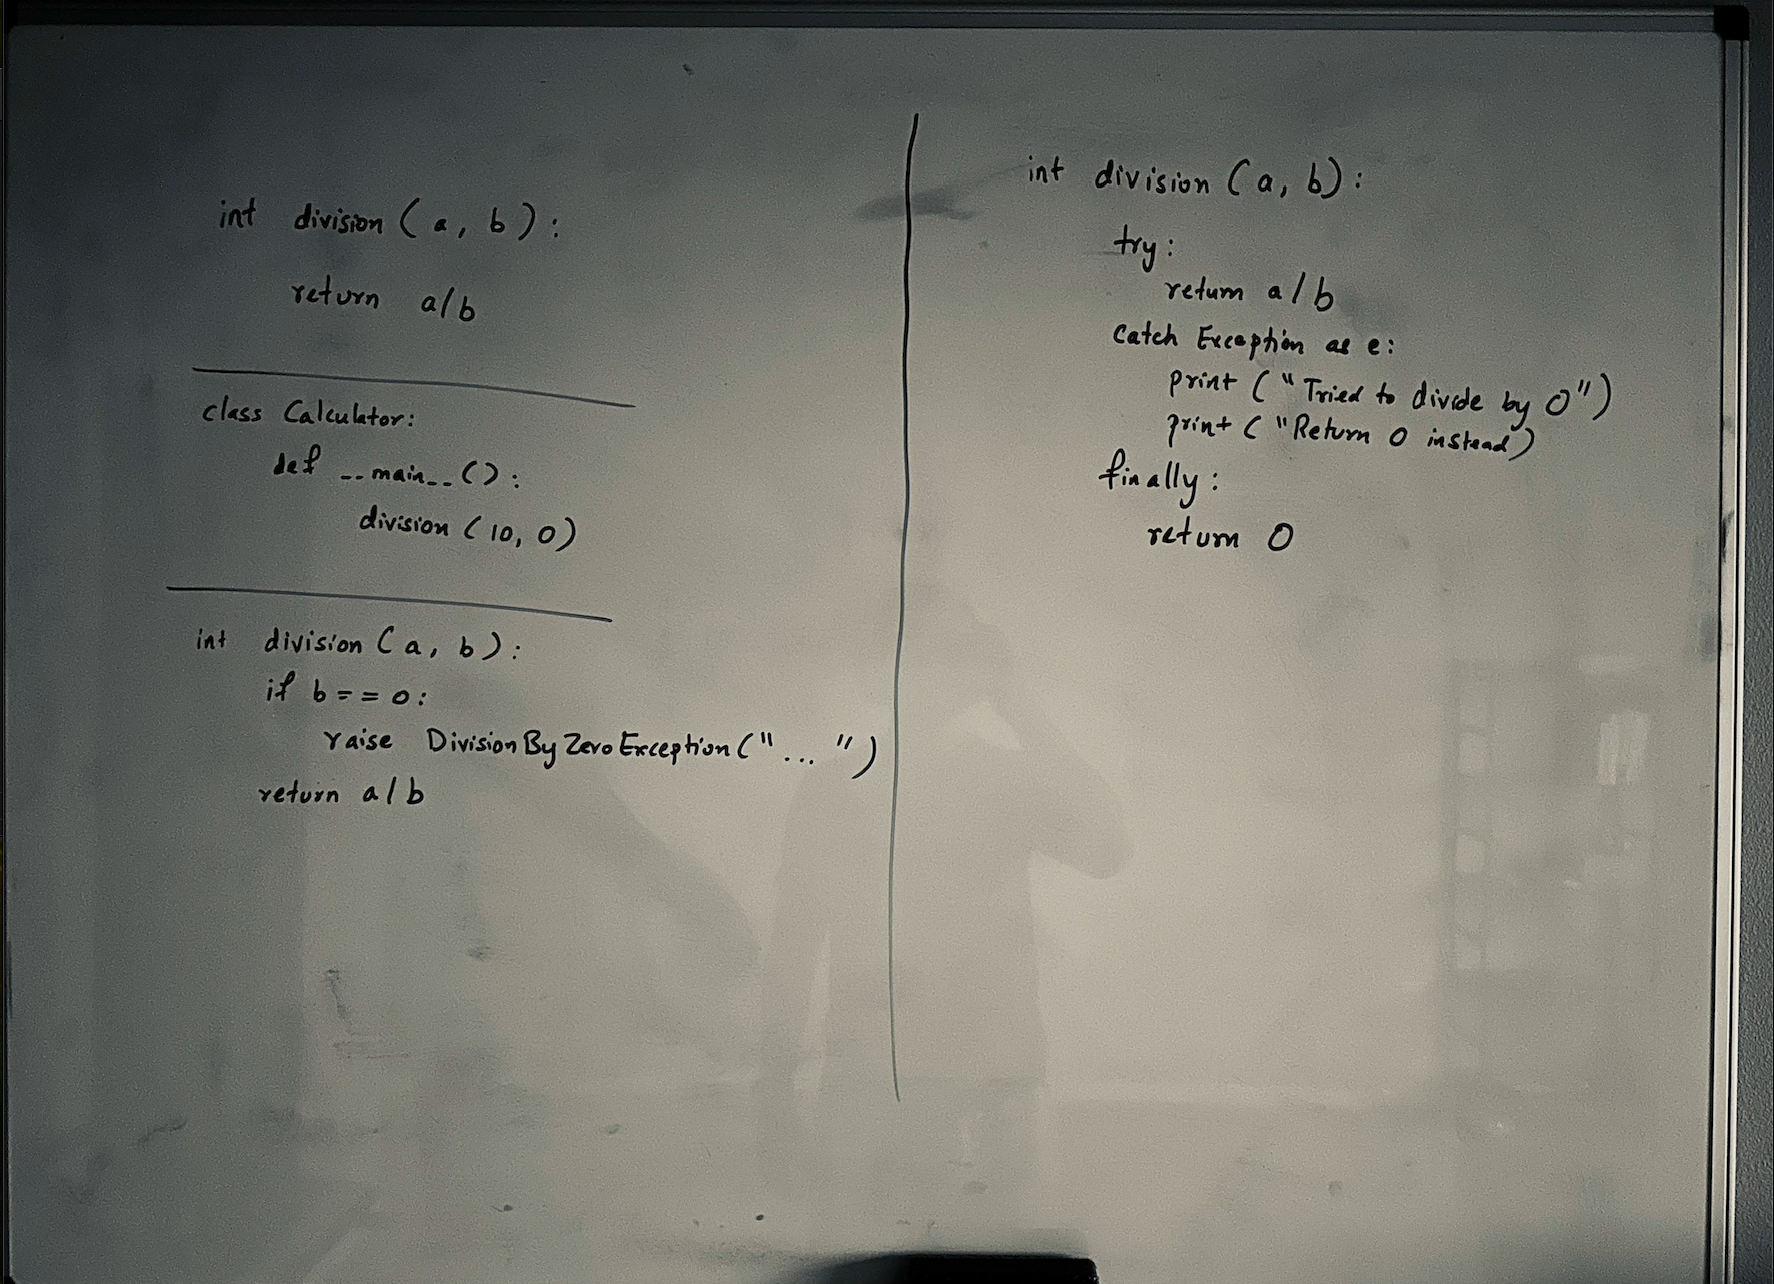 int division (a, b):
return a/b
class Calculator:
def __main__():
division (10, 0)
int division (a, b):
if b == 0:
raise DivisionByZeroException("...")
return a/b
int division (a, b):
try:
return a/b
Catch Exception as e:
print ("Tried to divide by 0")
print ("Return 0 instead)
finally:
return 0